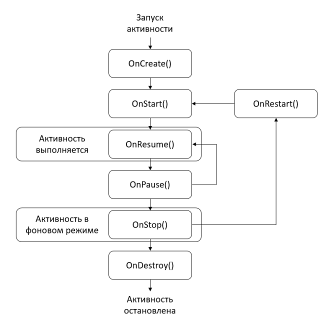 Запуск
активности
OnCreate()
OnStart()
OnRestart()
Активность
выполняется
OnResume()
OnPause()
Активность в
фоновом режиме
OnStop()
OnDestroy()
Активность
остановлена